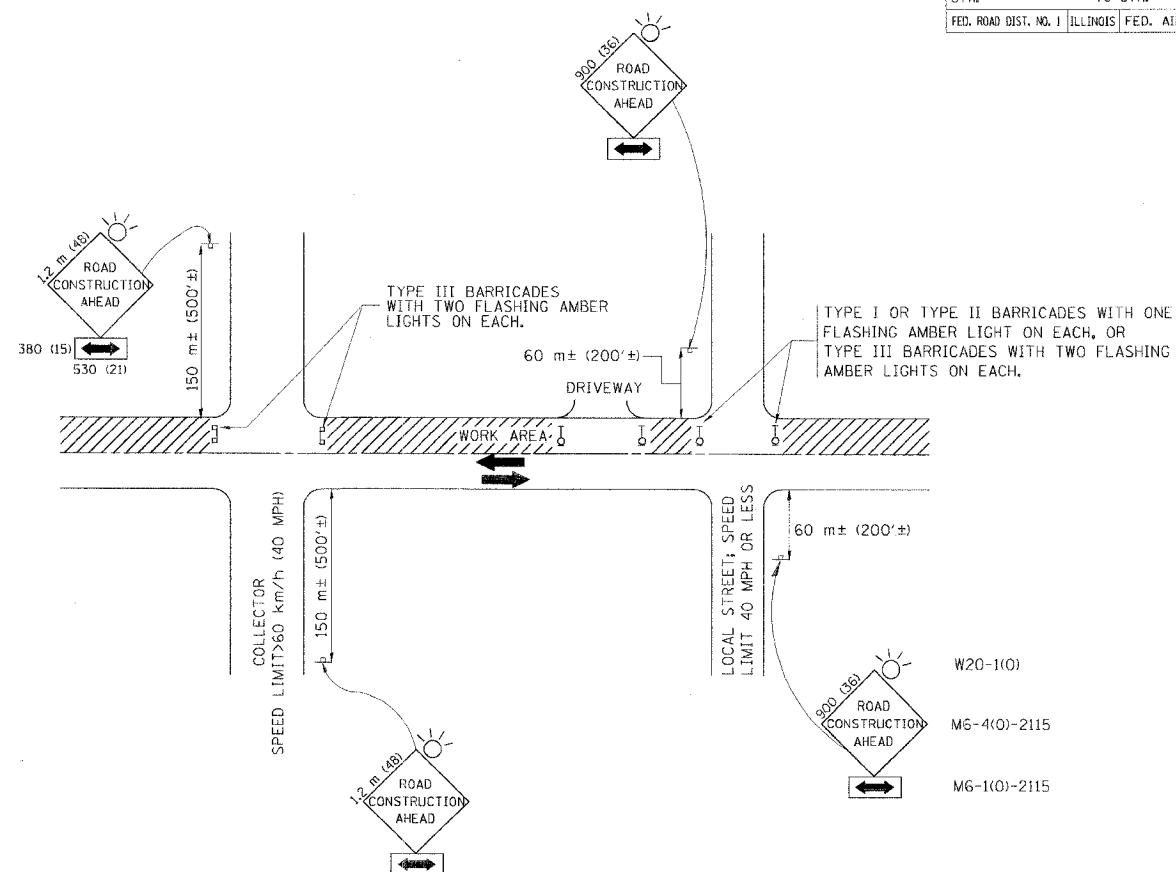 FED. ROAD DIST. NO. 1 ILLINOIS FED. AI
900 (36)
ROAD
CONSTRUCTION
AHEAD
1.2 m (48)
ROAD
CONSTRUCTION
AHEAD
380 (15)
530 (21)
150 m± (500'±)
TYPE III BARRICADES
WITH TWO FLASHING AMBER
LIGHTS ON EACH.
60 m± (200'±)
DRIVEWAY
TYPE I OR TYPE II BARRICADES WITH ONE
FLASHING AMBER LIGHT ON EACH, OR
TYPE III BARRICADES WITH TWO FLASHING
AMBER LIGHTS ON EACH.
WORK AREA
COLLECTOR
SPEED LIMIT>60 km/h (40 MPH)
150 m± (500'±)
LOCAL STREET; SPEED
LIMIT 40 MPH OR LESS
60 m± (200'±)
1.2 m (48)
ROAD
CONSTRUCTION
AHEAD
900 (36)
ROAD
CONSTRUCTION
AHEAD
W20-1(O)
M6-4(O)-2115
M6-1(O)-2115